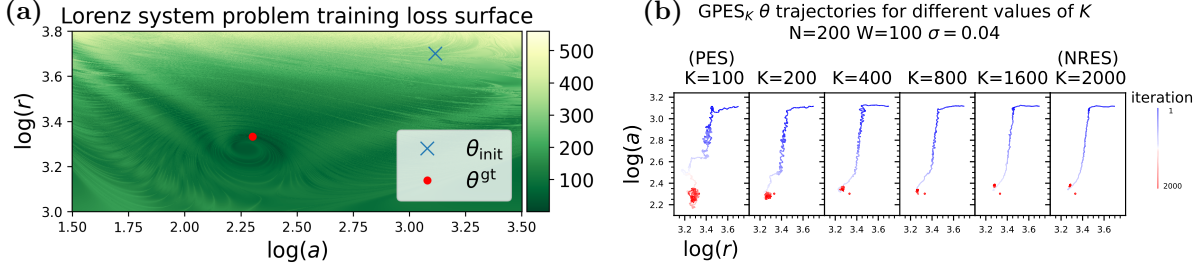 (a)
Lorenz system problem training loss surface
3.8
3.6
3.4
3.2
3.0
log(r)
1.50 1.75 2.00 2.25 2.50 2.75 3.00 3.25 3.50
log(a)
θinit
θgt
500
400
300
200
100
(b)
GPESK θ trajectories for different values of K
N=200 W=100 σ = 0.04
(PES) (NRES)
K=100 K=200 K=400 K=800 K=1600 K=2000
3.2
3.0
2.8
2.6
2.4
2.2
log(a)
3.2 3.4 3.6 3.2 3.4 3.6 3.2 3.4 3.6 3.2 3.4 3.6 3.2 3.4 3.6 3.2 3.4 3.6
log(r)
iteration
1
2000